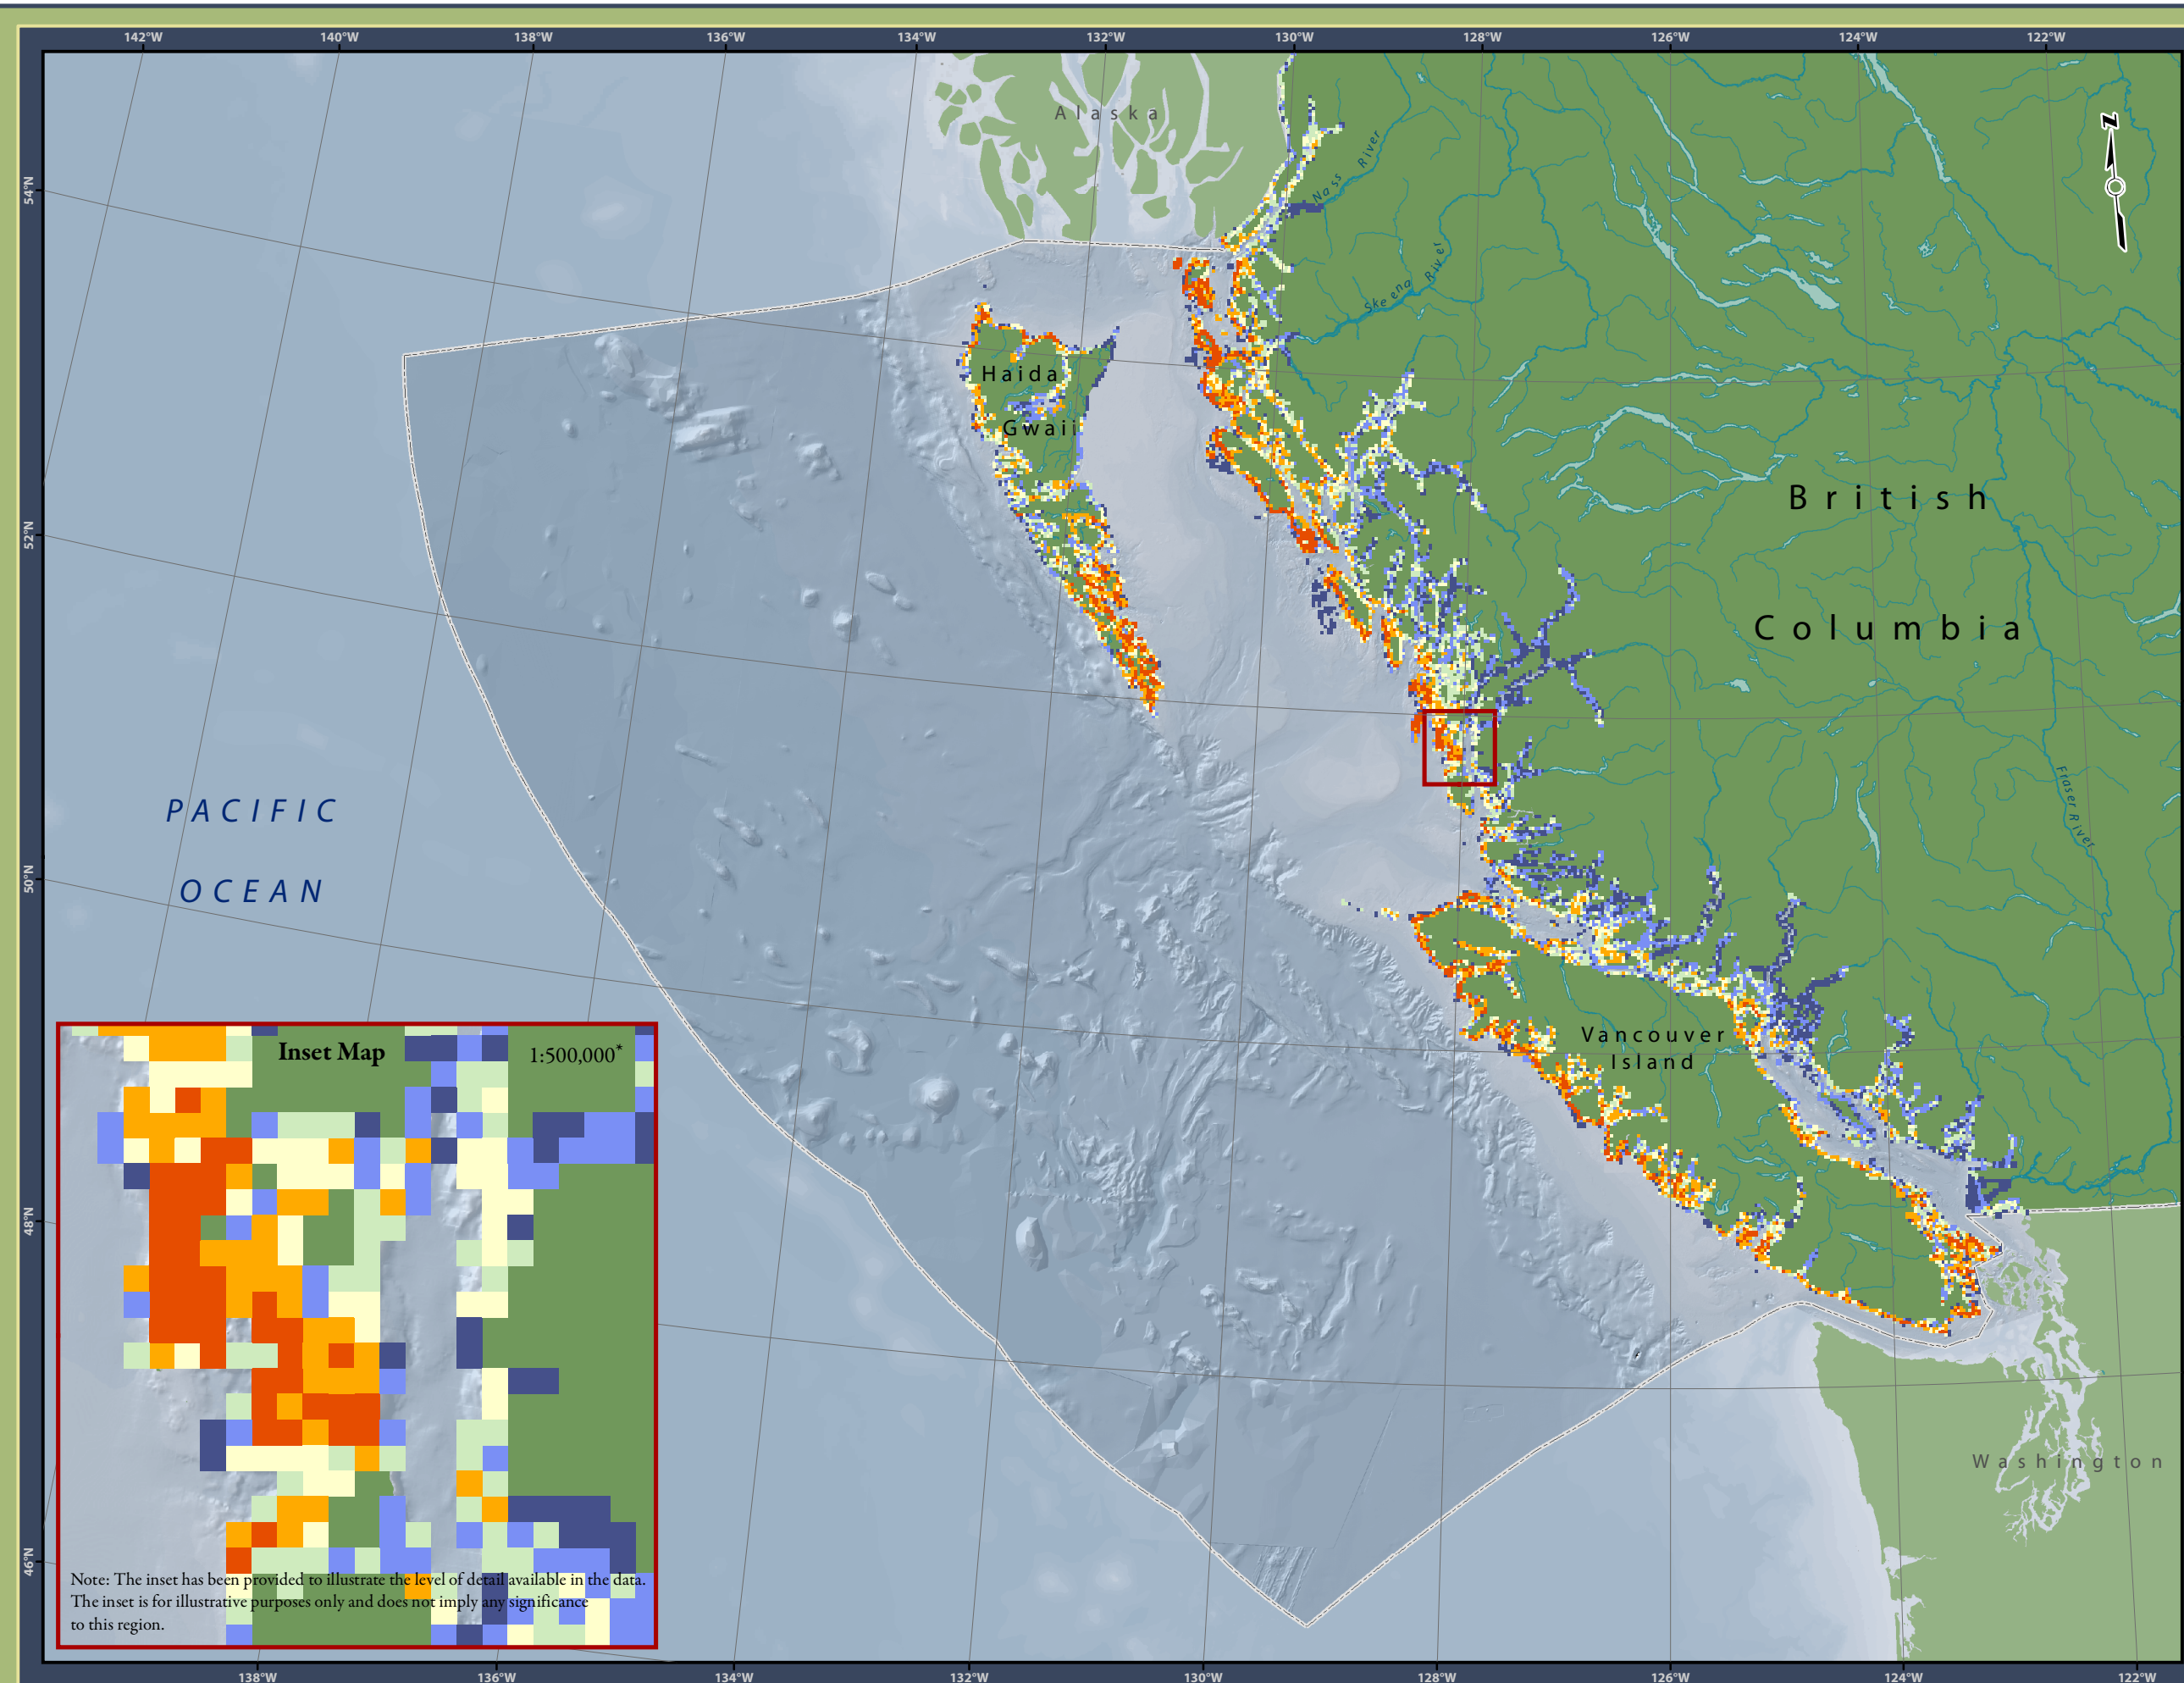 142°W 140°W 138°W 136°W 134°W 132°W 130°W 128°W 126°W 124°W 122°W
Alaska
N
Nass River
54°N
Skeena River
Haida
Gwaii
British
52°N
Columbia
Fraser River
PACIFIC
OCEAN
50°N
Vancouver
Island
Inset Map 1:500,000*
48°N
Washington
46°N
Note: The inset has been provided to illustrate the level of detail available in the data.
The inset is for illustrative purposes only and does not imply any significance
to this region.
138°W 136°W 134°W 132°W 130°W 128°W 126°W 124°W 122°W